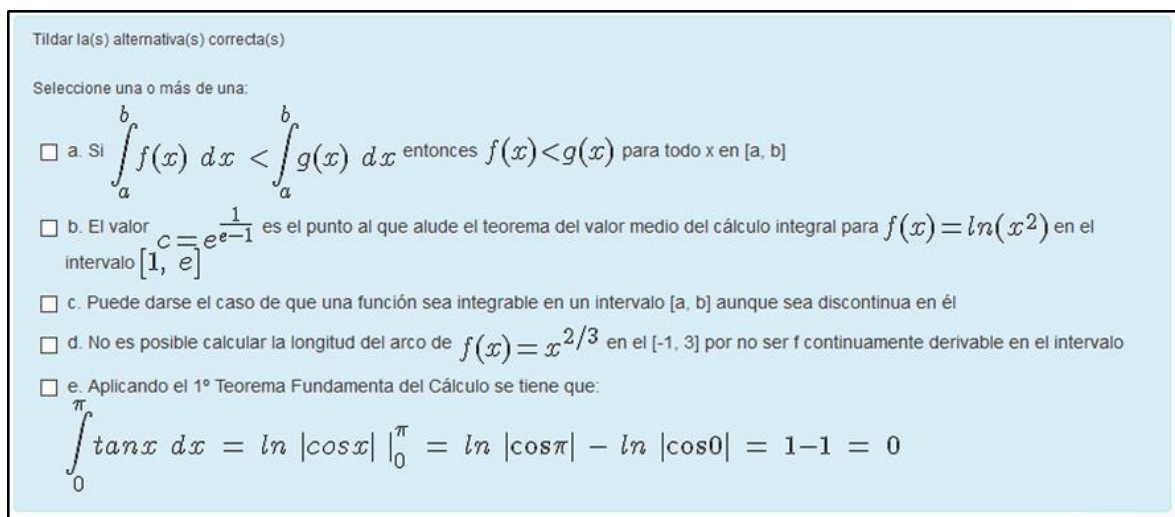 Tildar la(s) alternativa(s) correcta(s)
Seleccione una o más de una:
a. Si ∫_a^b f(x) dx < ∫_a^b g(x) dx entonces f(x)<g(x) para todo x en [a, b]
b. El valor c = e^{\frac{1}{e-1}} es el punto al que alude el teorema del valor medio del cálculo integral para f(x)=ln(x^2) en el
intervalo [1, e]
c. Puede darse el caso de que una función sea integrable en un intervalo [a, b] aunque sea discontinua en él
d. No es posible calcular la longitud del arco de f(x)=x^{2/3} en el [-1, 3] por no ser f continuamente derivable en el intervalo
e. Aplicando el 1º Teorema Fundamenta del Cálculo se tiene que:
∫_0^π tanx dx = ln |cosx| |_0^π = ln |cosπ| − ln |cos0| = 1−1 = 0